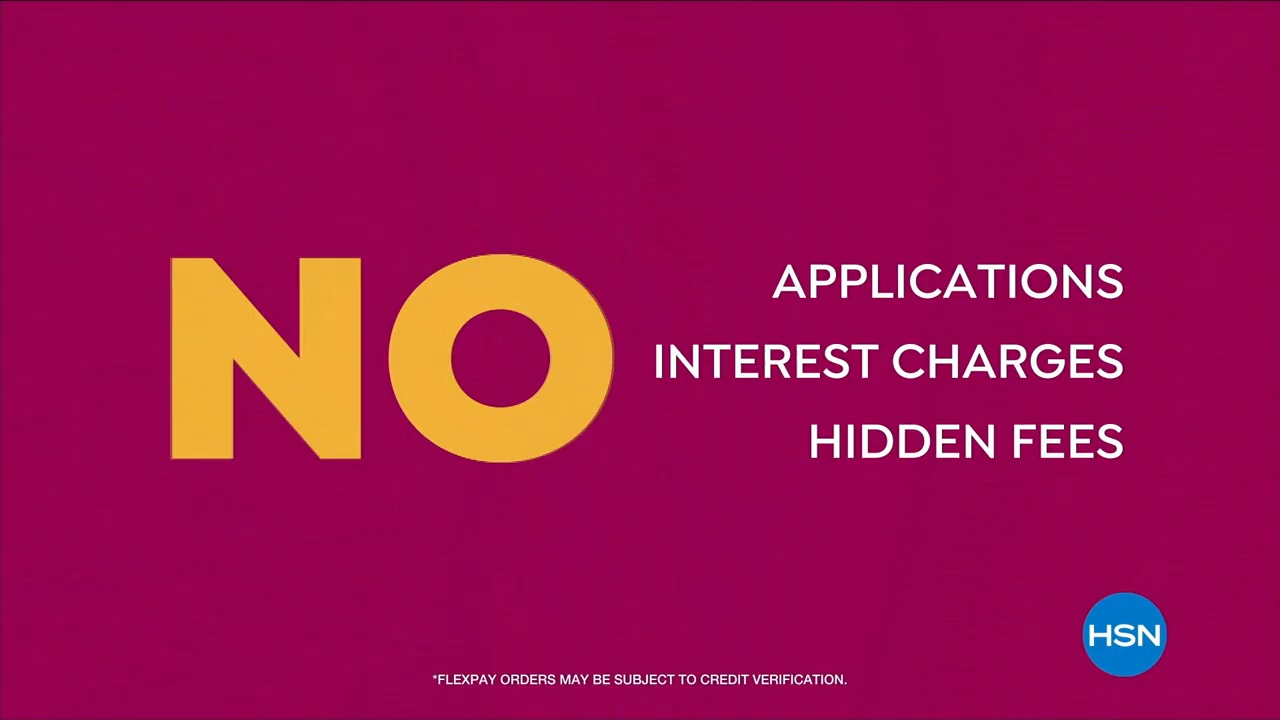 NO
APPLICATIONS
INTEREST CHARGES
HIDDEN FEES
HSN
*FLEXPAY ORDERS MAY BE SUBJECT TO CREDIT VERIFICATION.